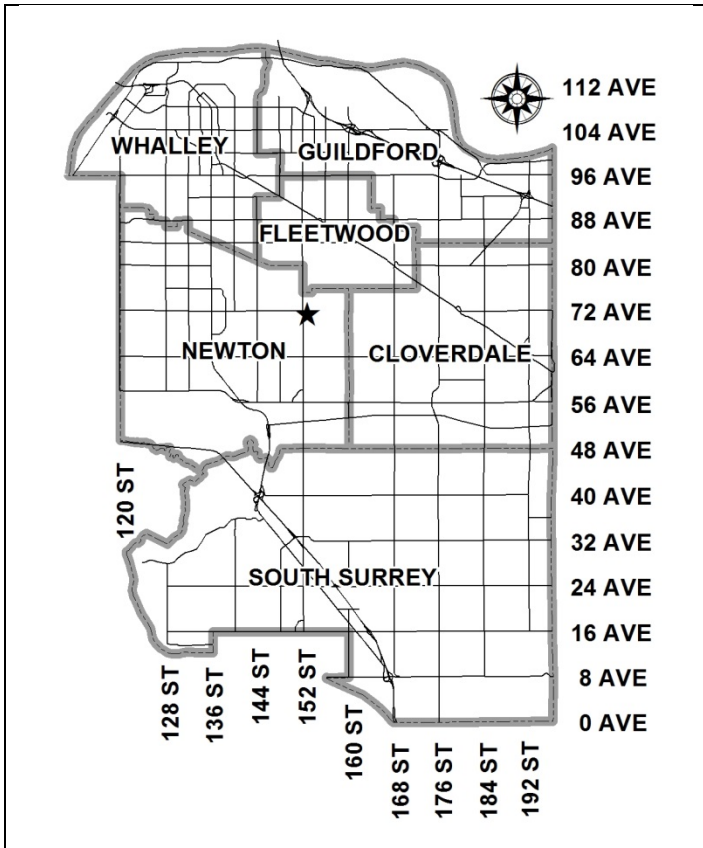 112 AVE
104 AVE
WHALLEY
GUILDFORD
96 AVE
88 AVE
FLEETWOOD
80 AVE
72 AVE
NEWTON
CLOVERDALE
64 AVE
56 AVE
48 AVE
120 ST
40 AVE
32 AVE
SOUTH SURREY
24 AVE
16 AVE
8 AVE
0 AVE
128 ST
136 ST
144 ST
152 ST
160 ST
168 ST
176 ST
184 ST
192 ST